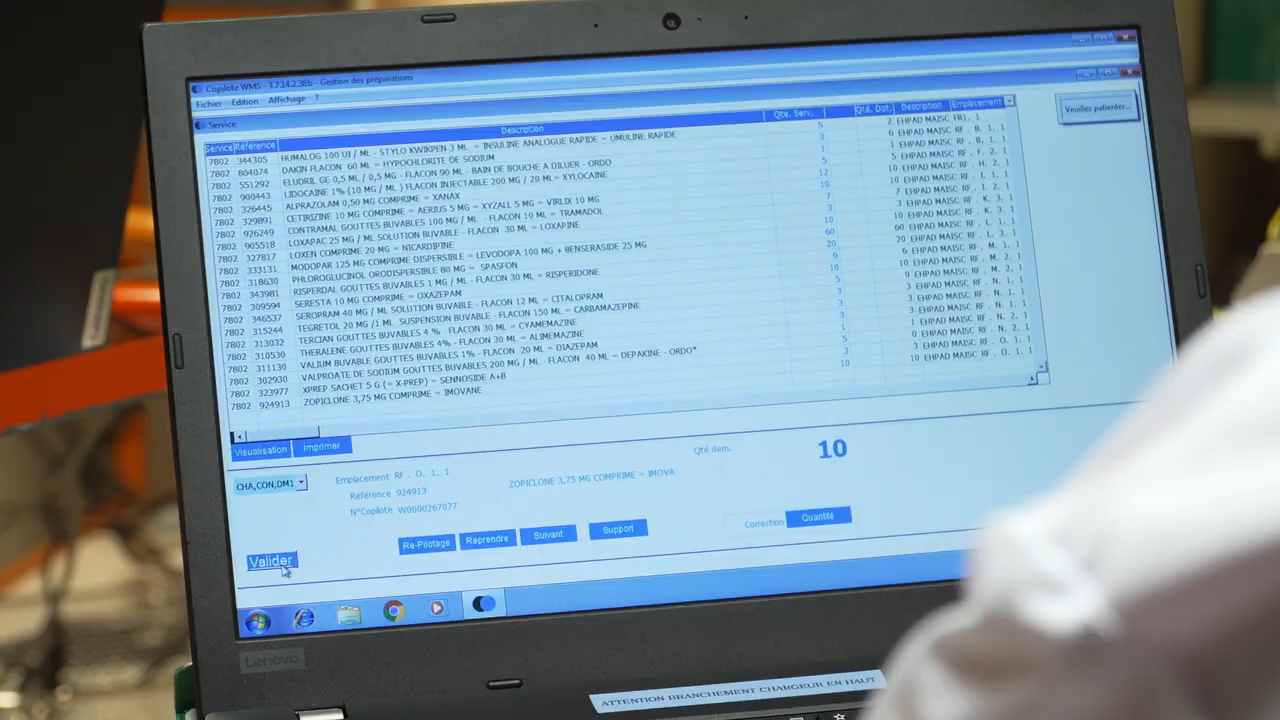 Copilote WMS - 3.7.14.2.38b - Gestion des préparations
Fichier Edition Affichage ?
Service
Veuillez patienter...
Service Référence Description Qte. Serv. Qté. Dot. Description Emplacement
7802 344305 HUMALOG 100 UI / ML - STYLO KWIKPEN 3 ML = INSULINE ANALOGUE RAPIDE = UMULINE RAPIDE
7802 804074 DAKIN FLACON 60 ML = HYPOCHLORITE DE SODIUM
7802 551292 ELUDRIL GE 0,5 ML / 0,5 MG - FLACON 90 ML - BAIN DE BOUCHE A DILUER - ORDO
7802 900443 LIDOCAINE 1% (10 MG / ML ) FLACON INJECTABLE 200 MG / 20 ML = XYLOCAINE
7802 326445 ALPRAZOLAM 0,50 MG COMPRIME = XANAX
7802 329891 CETIRIZINE 10 MG COMPRIME = AERIUS 5 MG = XYZALL 5 MG = VIRLIX 10 MG
7802 926249 CONTRAMAL GOUTTES BUVABLES 100 MG / ML - FLACON 10 ML = TRAMADOL
7802 905518 LOXAPAC 25 MG / ML SOLUTION BUVABLE - FLACON 30 ML = LOXAPINE
7802 327817 LOXEN COMPRIME 20 MG = NICARDIPINE
7802 333131 MODOPAR 125 MG COMPRIME DISPERSIBLE = LEVODOPA 100 MG + BENSERASIDE 25 MG
7802 318630 PHLOROGLUCINOL ORODISPERSIBLE 80 MG = SPASFON
7802 343981 RISPERDAL GOUTTES BUVABLES 1 MG / ML - FLACON 30 ML = RISPERIDONE
7802 309594 SERESTA 10 MG COMPRIME = OXAZEPAM
7802 346537 SEROPRAM 40 MG / ML SOLUTION BUVABLE - FLACON 12 ML = CITALOPRAM
7802 315244 TEGRETOL 20 MG /1 ML SUSPENSION BUVABLE - FLACON 150 ML = CARBAMAZEPINE
7802 313032 TERCIAN GOUTTES BUVABLES 4 % - FLACON 30 ML = CYAMEMAZINE
7802 310530 THERALENE GOUTTES BUVABLES 4% - FLACON 30 ML = ALIMEMAZINE
7802 311130 VALIUM BUVABLE GOUTTES BUVABLES 1% - FLACON 20 ML = DIAZEPAM
7802 302930 VALPROATE DE SODIUM GOUTTES BUVABLES 200 MG / ML - FLACON 40 ML = DEPAKINE - ORDO*
7802 323977 XPREP SACHET 5 G (= X-PREP) = SENNOSIDE A+B
7802 924913 ZOPICLONE 3,75 MG COMPRIME = IMOVANE 10 10 EHPAD MAISC RF . O. 1. 1
Visualisation Imprimer
Qté dem. 10
CHA,CON,DM1 Emplacement RF . O. 1. 1
Référence 924913 ZOPICLONE 3,75 MG COMPRIME = IMOVA
N°Copilote W0000267077
Re-Pilotage Reprendre Suivant Support Correction Quantité
Valider
Lenovo
ATTENTION BRANCHEMENT CHARGEUR EN HAUT